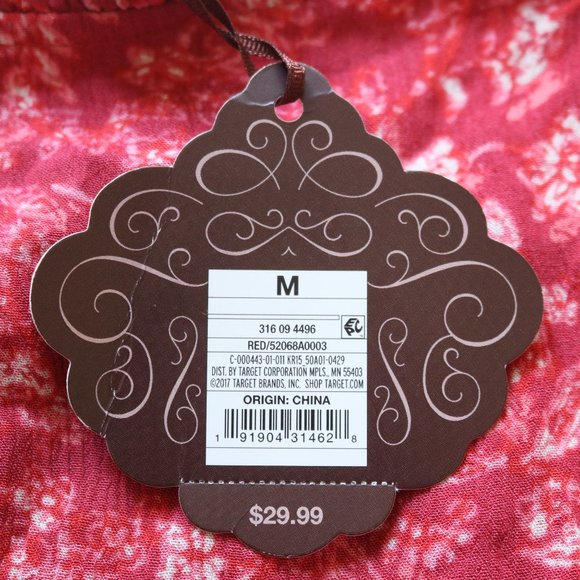 M
316 09 4496
RED/52068A0003
C-000443-01-011 KR15 50A01-0429
DIST. BY TARGET CORPORATION MPLS., MN 55403
©2017 TARGET BRANDS, INC. SHOP TARGET.COM
ORIGIN: CHINA
1 91904 31462 8
$29.99